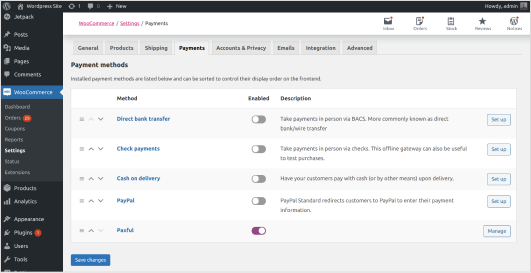 WordPress Site
1
0
+ New
Howdy, admin
Jetpack
Posts
Media
Pages
Comments
WooCommerce
Dashboard
Orders
Coupons
Reports
Settings
Status
Extensions
Products
Analytics
Appearance
Plugins
Users
Tools
WooCommerce / Settings / Payments
Inbox
Orders
Stock
Reviews
Notices
General
Products
Shipping
Payments
Accounts & Privacy
Emails
Integration
Advanced
Payment methods
Installed payment methods are listed below and can be sorted to control their display order on the frontend.
Method
Enabled
Description
Direct bank transfer
Take payments in person via BACS. More commonly known as direct
bank/wire transfer
Set up
Check payments
Take payments in person via checks. This offline gateway can also be useful
to test purchases.
Set up
Cash on delivery
Have your customers pay with cash (or by other means) upon delivery.
Set up
PayPal
PayPal Standard redirects customers to PayPal to enter their payment
information.
Set up
Paxful
Manage
Save changes